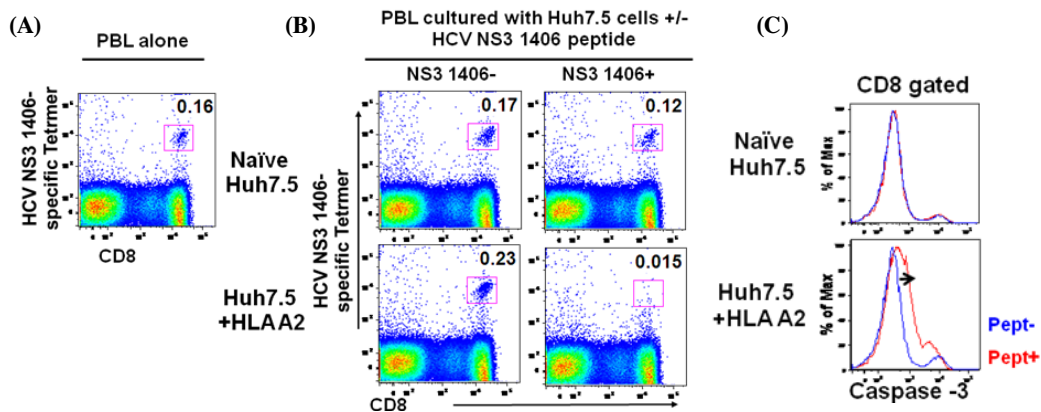 (A)
PBL alone
HCV NS3 1406-
specific Tetrmer
0.16
CD8
(B)
PBL cultured with Huh7.5 cells +/-
HCV NS3 1406 peptide
NS3 1406-
NS3 1406+
Naïve
Huh7.5
0.17
0.12
Huh7.5
+HLA A2
0.23
0.015
HCV NS3 1406-
specific Tetrmer
CD8
(C)
CD8 gated
Naïve
Huh7.5
% of Max
Huh7.5
+HLA A2
% of Max
Pept-
Pept+
Caspase -3